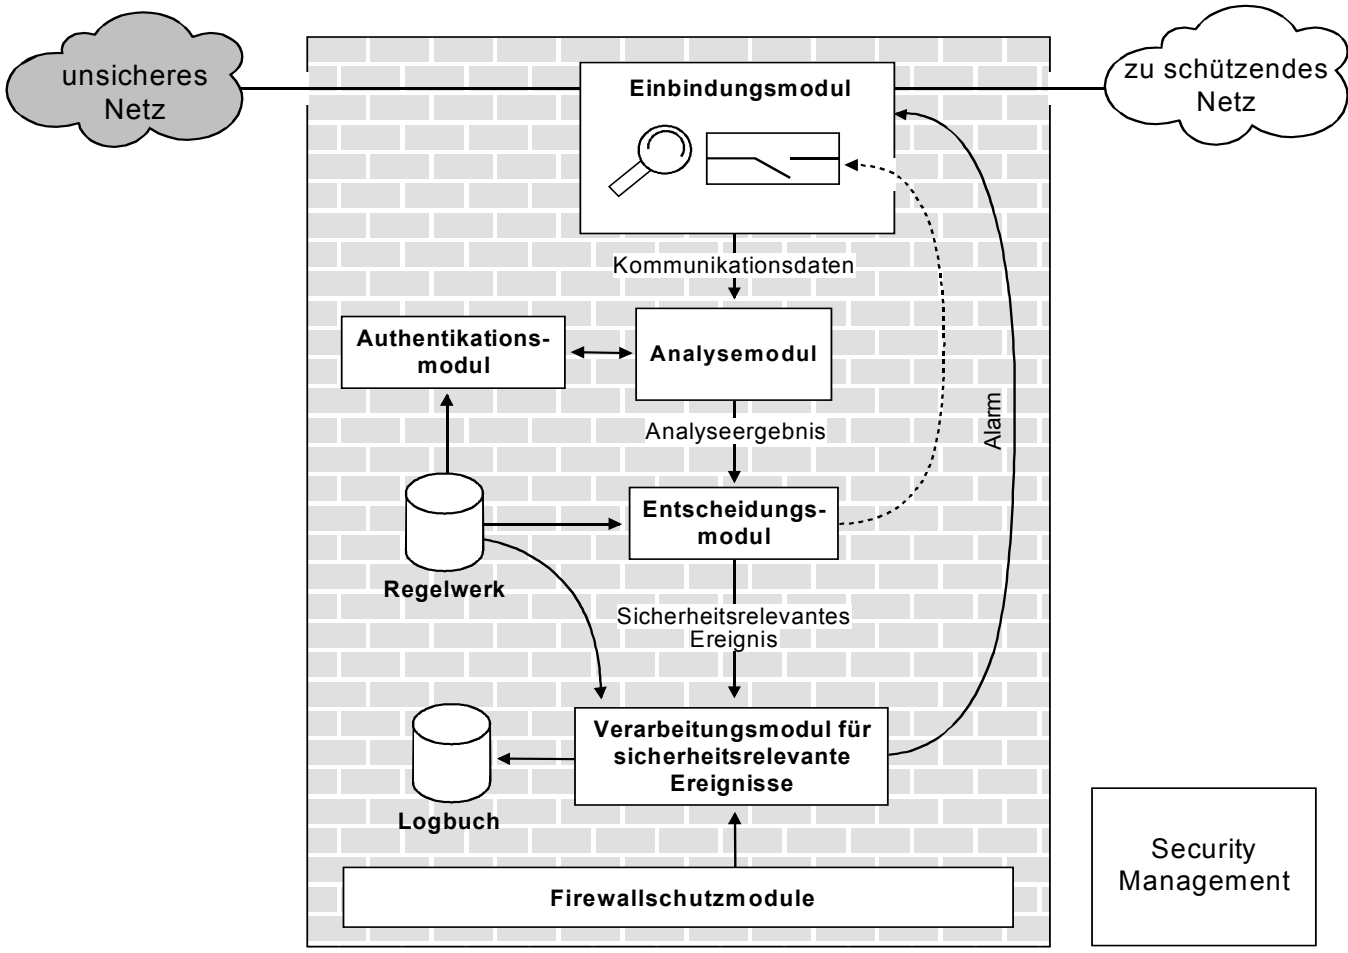 unsicheres
Netz
Einbindungsmodul
zu schützendes
Netz
Kommunikationsdaten
Authentikations-
modul
Analysemodul
Analyseergebnis
Alarm
Entscheidungs-
modul
Regelwerk
Sicherheitsrelevantes
Ereignis
Verarbeitungsmodul für
sicherheitsrelevante
Ereignisse
Logbuch
Security
Management
Firewallschutzmodule